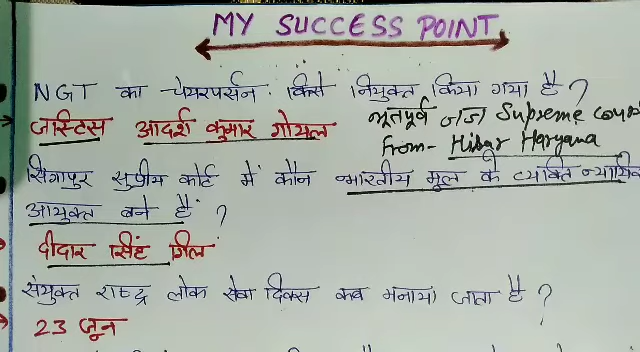 MY SUCCESS POINT
NGT का चेयरपर्सन किसे नियुक्त किया गया है ?
जस्टिस आदर्श कुमार गोयल
भूतपूर्व जज Supreme court
From - Hisar Haryana
सिंगापुर सुप्रीम कोर्ट में कौन भारतीय मूल के व्यक्ति न्यायिक
आयुक्त बने हैं ?
दीदार सिंह गिल
संयुक्त राष्ट्र लोक सेवा दिवस कब मनाया जाता है ?
23 जून